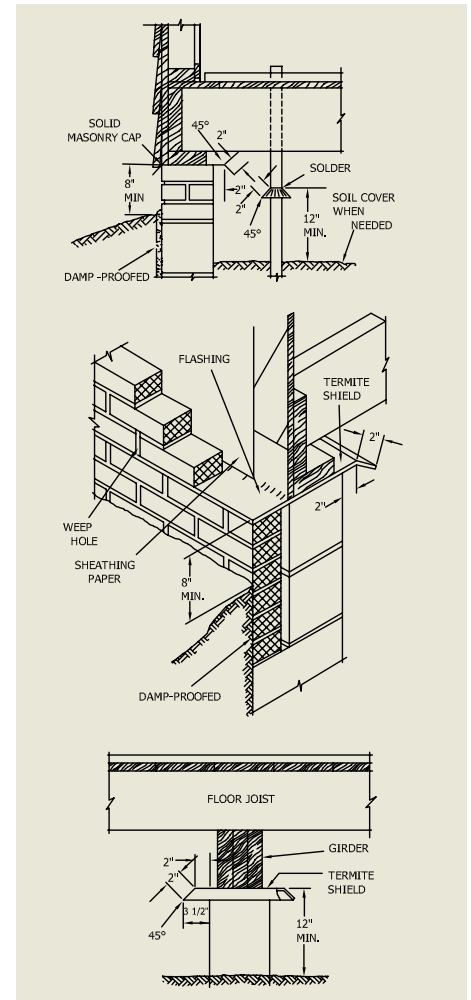 SOLID
MASONRY CAP
45°
2"
SOLDER
8"
MIN
2"
2"
45°
12"
MIN.
SOIL COVER
WHEN
NEEDED
DAMP -PROOFED
FLASHING
TERMITE
SHIELD
2"
2"
WEEP
HOLE
SHEATHING
PAPER
8"
MIN.
DAMP-PROOFED
FLOOR JOIST
GIRDER
2"
2"
TERMITE
SHIELD
3 1/2"
45°
12"
MIN.